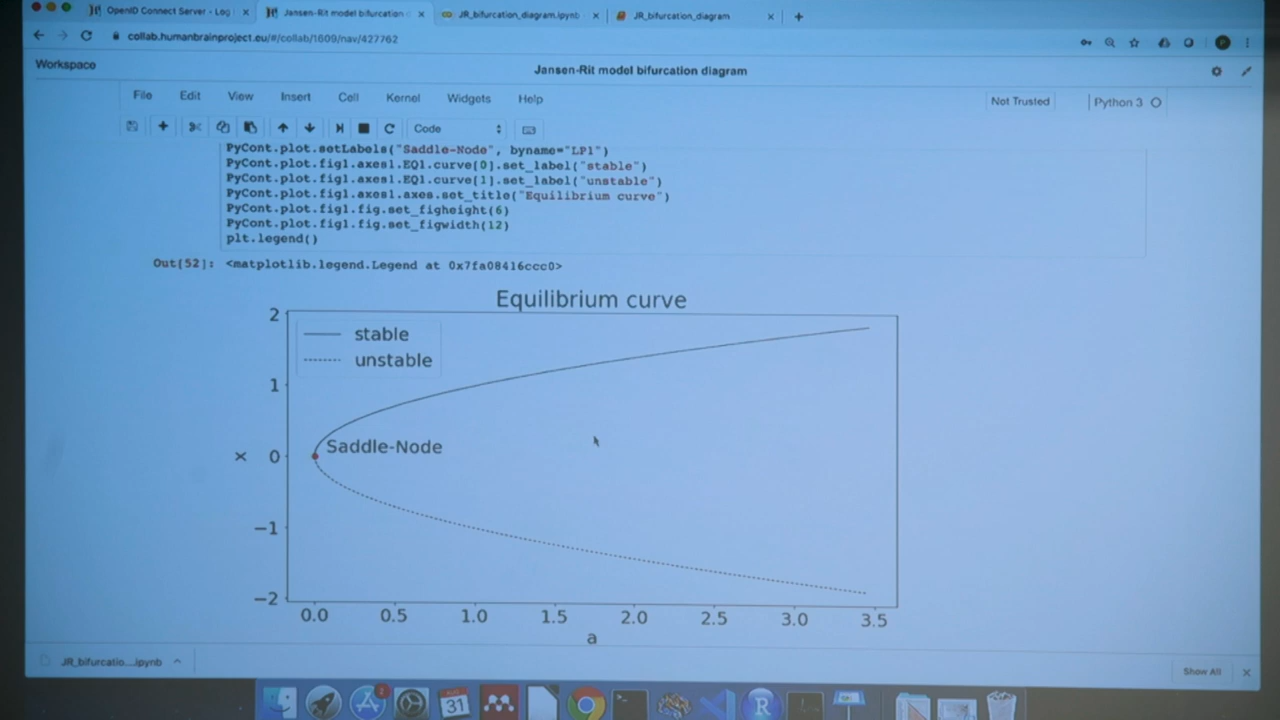 OpenID Connect Server - Log
Jansen-Rit model bifurcation
JR_bifurcation_diagram.ipynb
JR_bifurcation_diagram
collab.humanbrainproject.eu/#/collab/1609/nav/427762
Workspace
Jansen-Rit model bifurcation diagram
File Edit View Insert Cell Kernel Widgets Help
Not Trusted
Python 3
Code
PyCont.plot.setLabels("Saddle-Node", byname="LP1")
PyCont.plot.fig1.axes1.EQ1.curve[0].set_label("stable")
PyCont.plot.fig1.axes1.EQ1.curve[1].set_label("unstable")
PyCont.plot.fig1.axes1.axes.set_title("Equilibrium curve")
PyCont.plot.fig1.fig.set_figheight(6)
PyCont.plot.fig1.fig.set_figwidth(12)
plt.legend()
Out[52]: <matplotlib.legend.Legend at 0x7fa08416ccc0>
Equilibrium curve
2
stable
unstable
1
Saddle-Node
x
0
−1
−2
0.0 0.5 1.0 1.5 2.0 2.5 3.0 3.5
a
JR_bifurcatio...ipynb
Show All
2
31
R